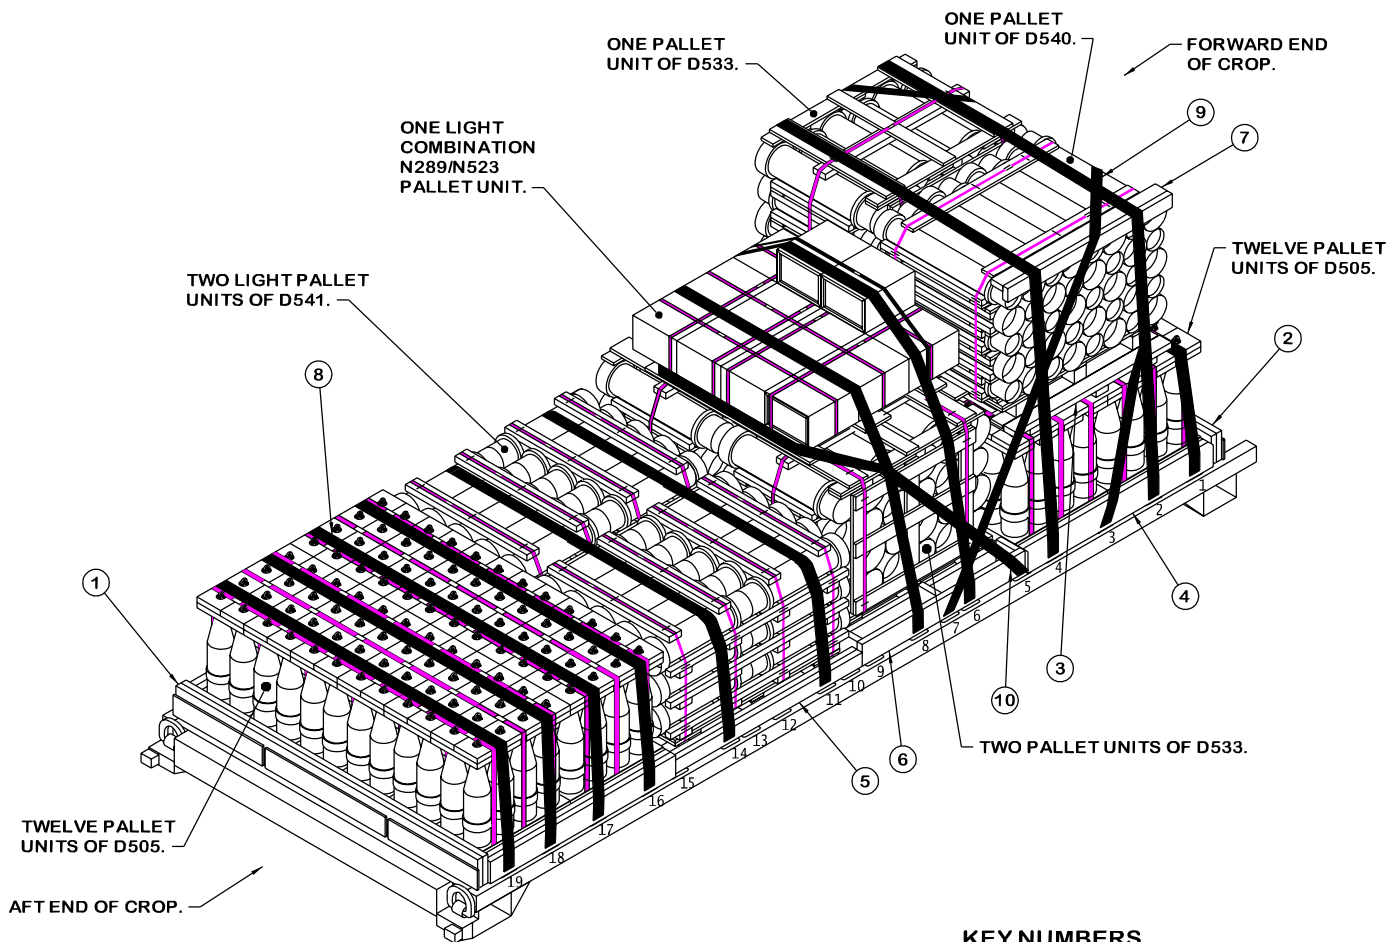 ONE PALLET
UNIT OF D540.
ONE PALLET
UNIT OF D533.
FORWARD END
OF CROP.
9
7
ONE LIGHT
COMBINATION
N289/N523
PALLET UNIT.
TWELVE PALLET
UNITS OF D505.
TWO LIGHT PALLET
UNITS OF D541.
2
8
1
4
3
10
6
5
TWO PALLET UNITS OF D533.
1
2
3
4
5
6
7
8
9
10
11
12
13
14
15
16
17
18
19
TWELVE PALLET
UNITS OF D505.
AFT END OF CROP.
KEY NUMBERS